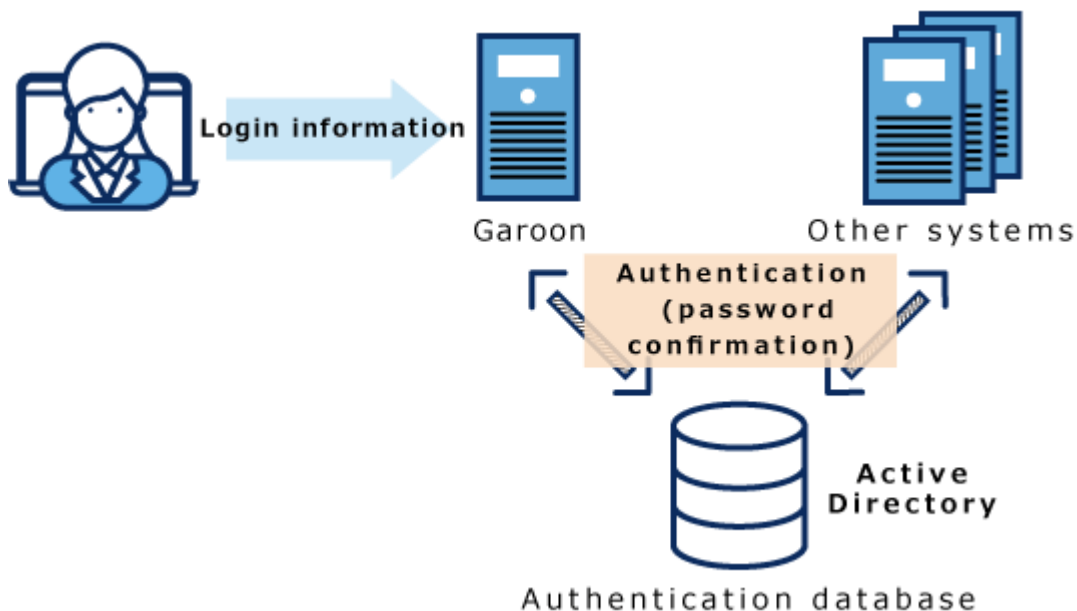 Login information
Garoon
Other systems
Authentication
(password
confirmation)
Active
Directory
Authentication database